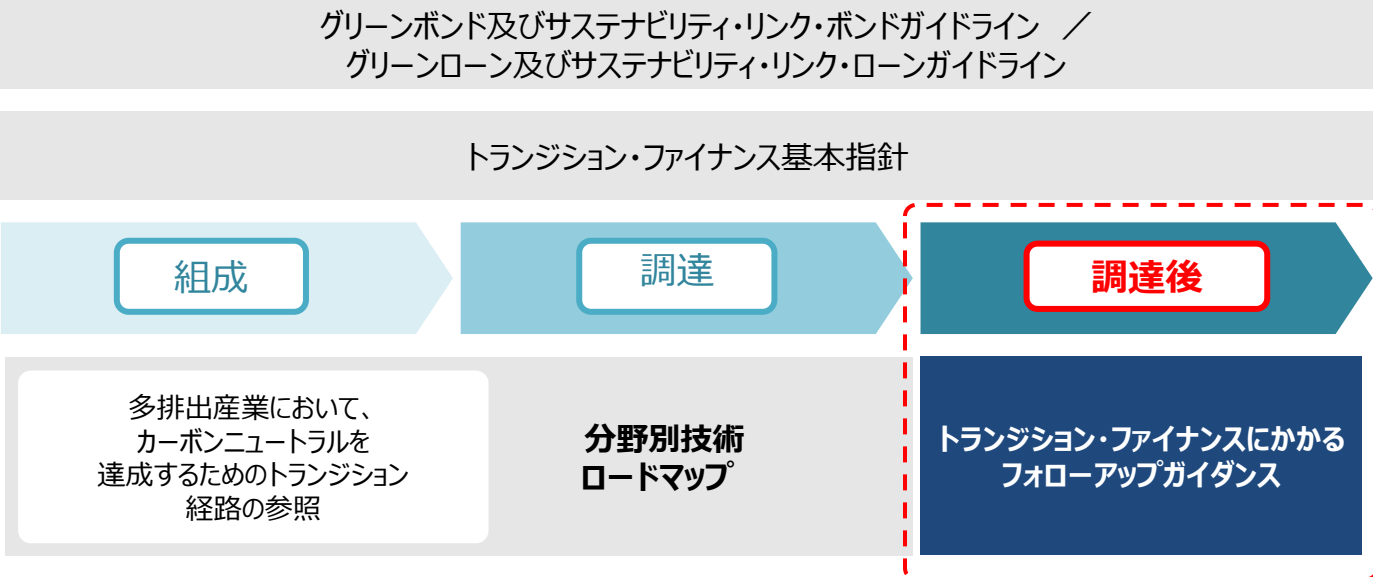 グリーンボンド及びサステナビリティ・リンク・ボンドガイドライン ／
グリーンローン及びサステナビリティ・リンク・ローンガイドライン
トランジション・ファイナンス基本指針
組成
調達
調達後
多排出産業において、
カーボンニュートラルを
達成するためのトランジション
経路の参照
分野別技術
ロードマップ
トランジション・ファイナンスにかかる
フォローアップガイダンス